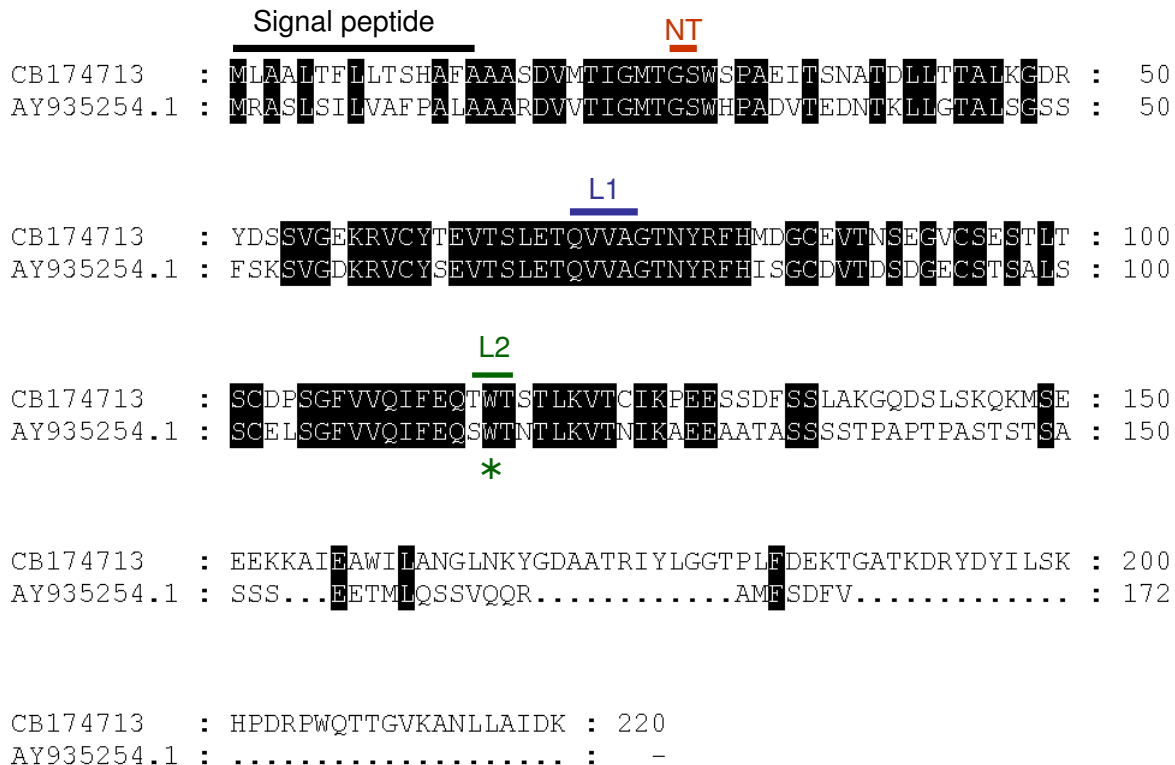 Signal peptide NT
CB174713 : MLAALTFLLTSHAFAAASDVMTIGMTGSWSPAEITSNATDLLTTALKGDR : 50
AY935254.1 : MRASLSILVAFPALAAARDVVTIGMTGSWHPADVTEDNTKLLGTALSGSS : 50
L1
CB174713 : YDSSVGEKRVCYTEVTSLETQVVAGTNYRFHMDGCEVTNSEGVCSESTLT : 100
AY935254.1 : FSKSVGDKRVCYSEVTSLETQVVAGTNYRFHISGCDVTDSDGECSTSALS : 100
L2
CB174713 : SCDPSGFVVQIFEQTWTSTLKVTCIKPEESSDFSSLAKGQDSLSKQKMSE : 150
AY935254.1 : SCELSGFVVQIFEQSWTNTLKVTNIKAEEAATASSSSTPAPTPASTSTSA : 150
*
CB174713 : EEKKAIEAWILANGLNKYGDAATRIYLGGTPLFDEKTGATKDRYDYILSK : 200
AY935254.1 : SSS...EETMLQSSVQQR............AMFSDFV............. : 172
CB174713 : HPDRPWQTTGVKANLLAIDK : 220
AY935254.1 : .................... : -